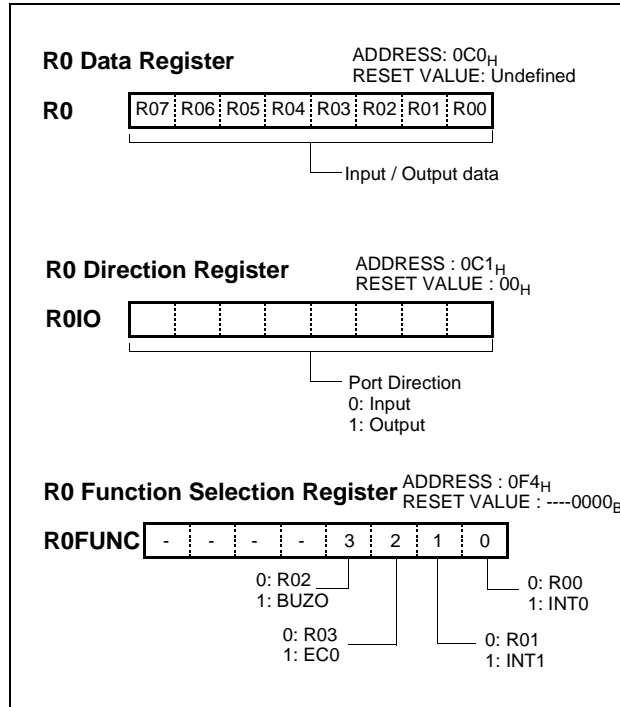 R0 Data Register
ADDRESS: 0C0H
RESET VALUE: Undefined
R0 R07 R06 R05 R04 R03 R02 R01 R00
Input / Output data
R0 Direction Register
ADDRESS : 0C1H
RESET VALUE : 00H
R0IO
Port Direction
0: Input
1: Output
R0 Function Selection Register
ADDRESS : 0F4H
RESET VALUE : ----0000B
R0FUNC - - - - 3 2 1 0
0: R02
1: BUZO
0: R00
1: INT0
0: R03
1: EC0
0: R01
1: INT1